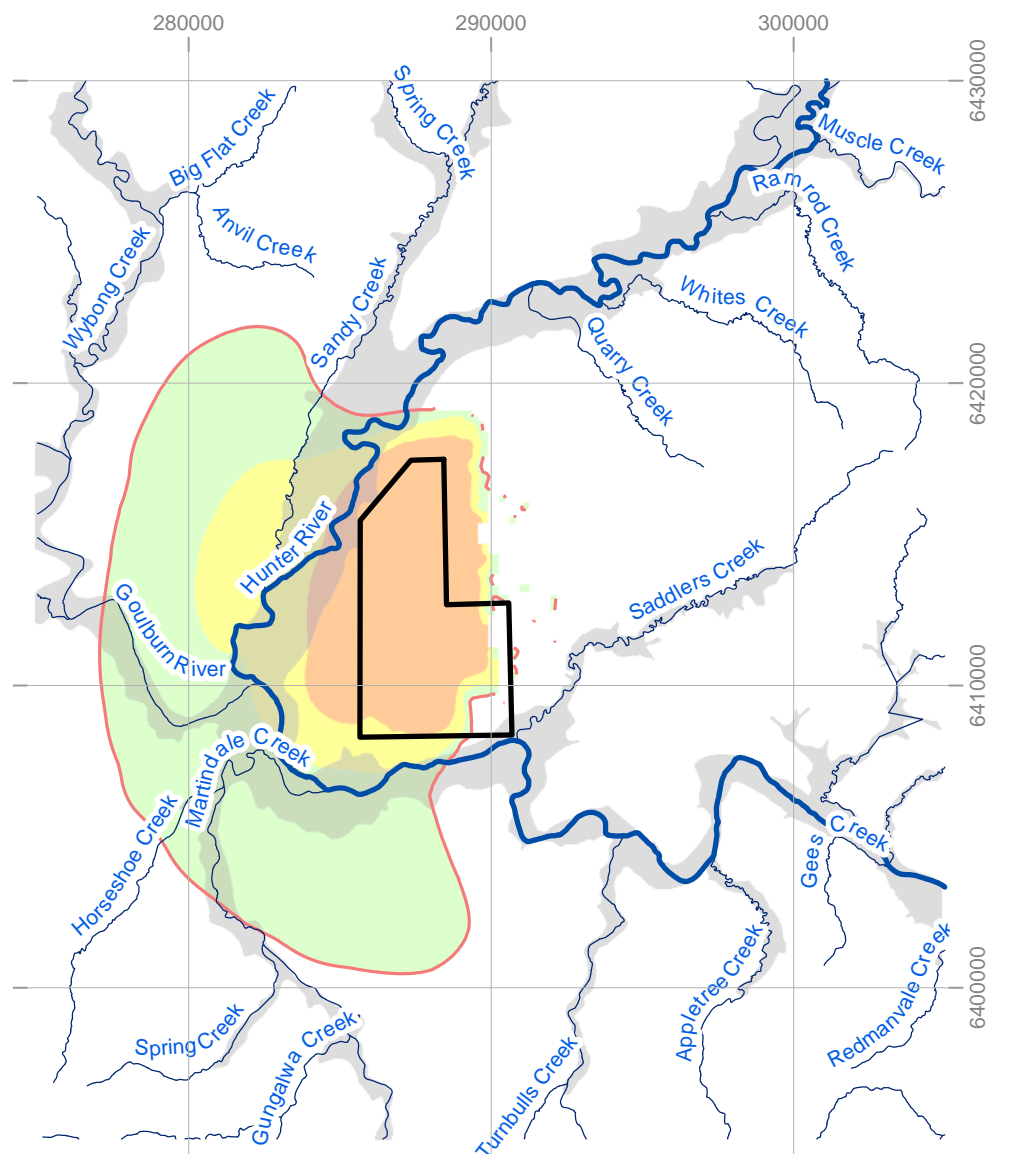 280000
290000
300000
6430000
Spring Creek
Big Flat Creek
Muscle Creek
Ramrod Creek
Anvil Creek
Wybong Creek
Sandy Creek
Whites Creek
Quarry Creek
6420000
Hunter River
Saddlers Creek
Goulburn River
6410000
Martindale Creek
Horseshoe Creek
Gees Creek
Redmanvale Creek
Appletree Creek
6400000
Spring Creek
Gungalwa Creek
Turnbulls Creek